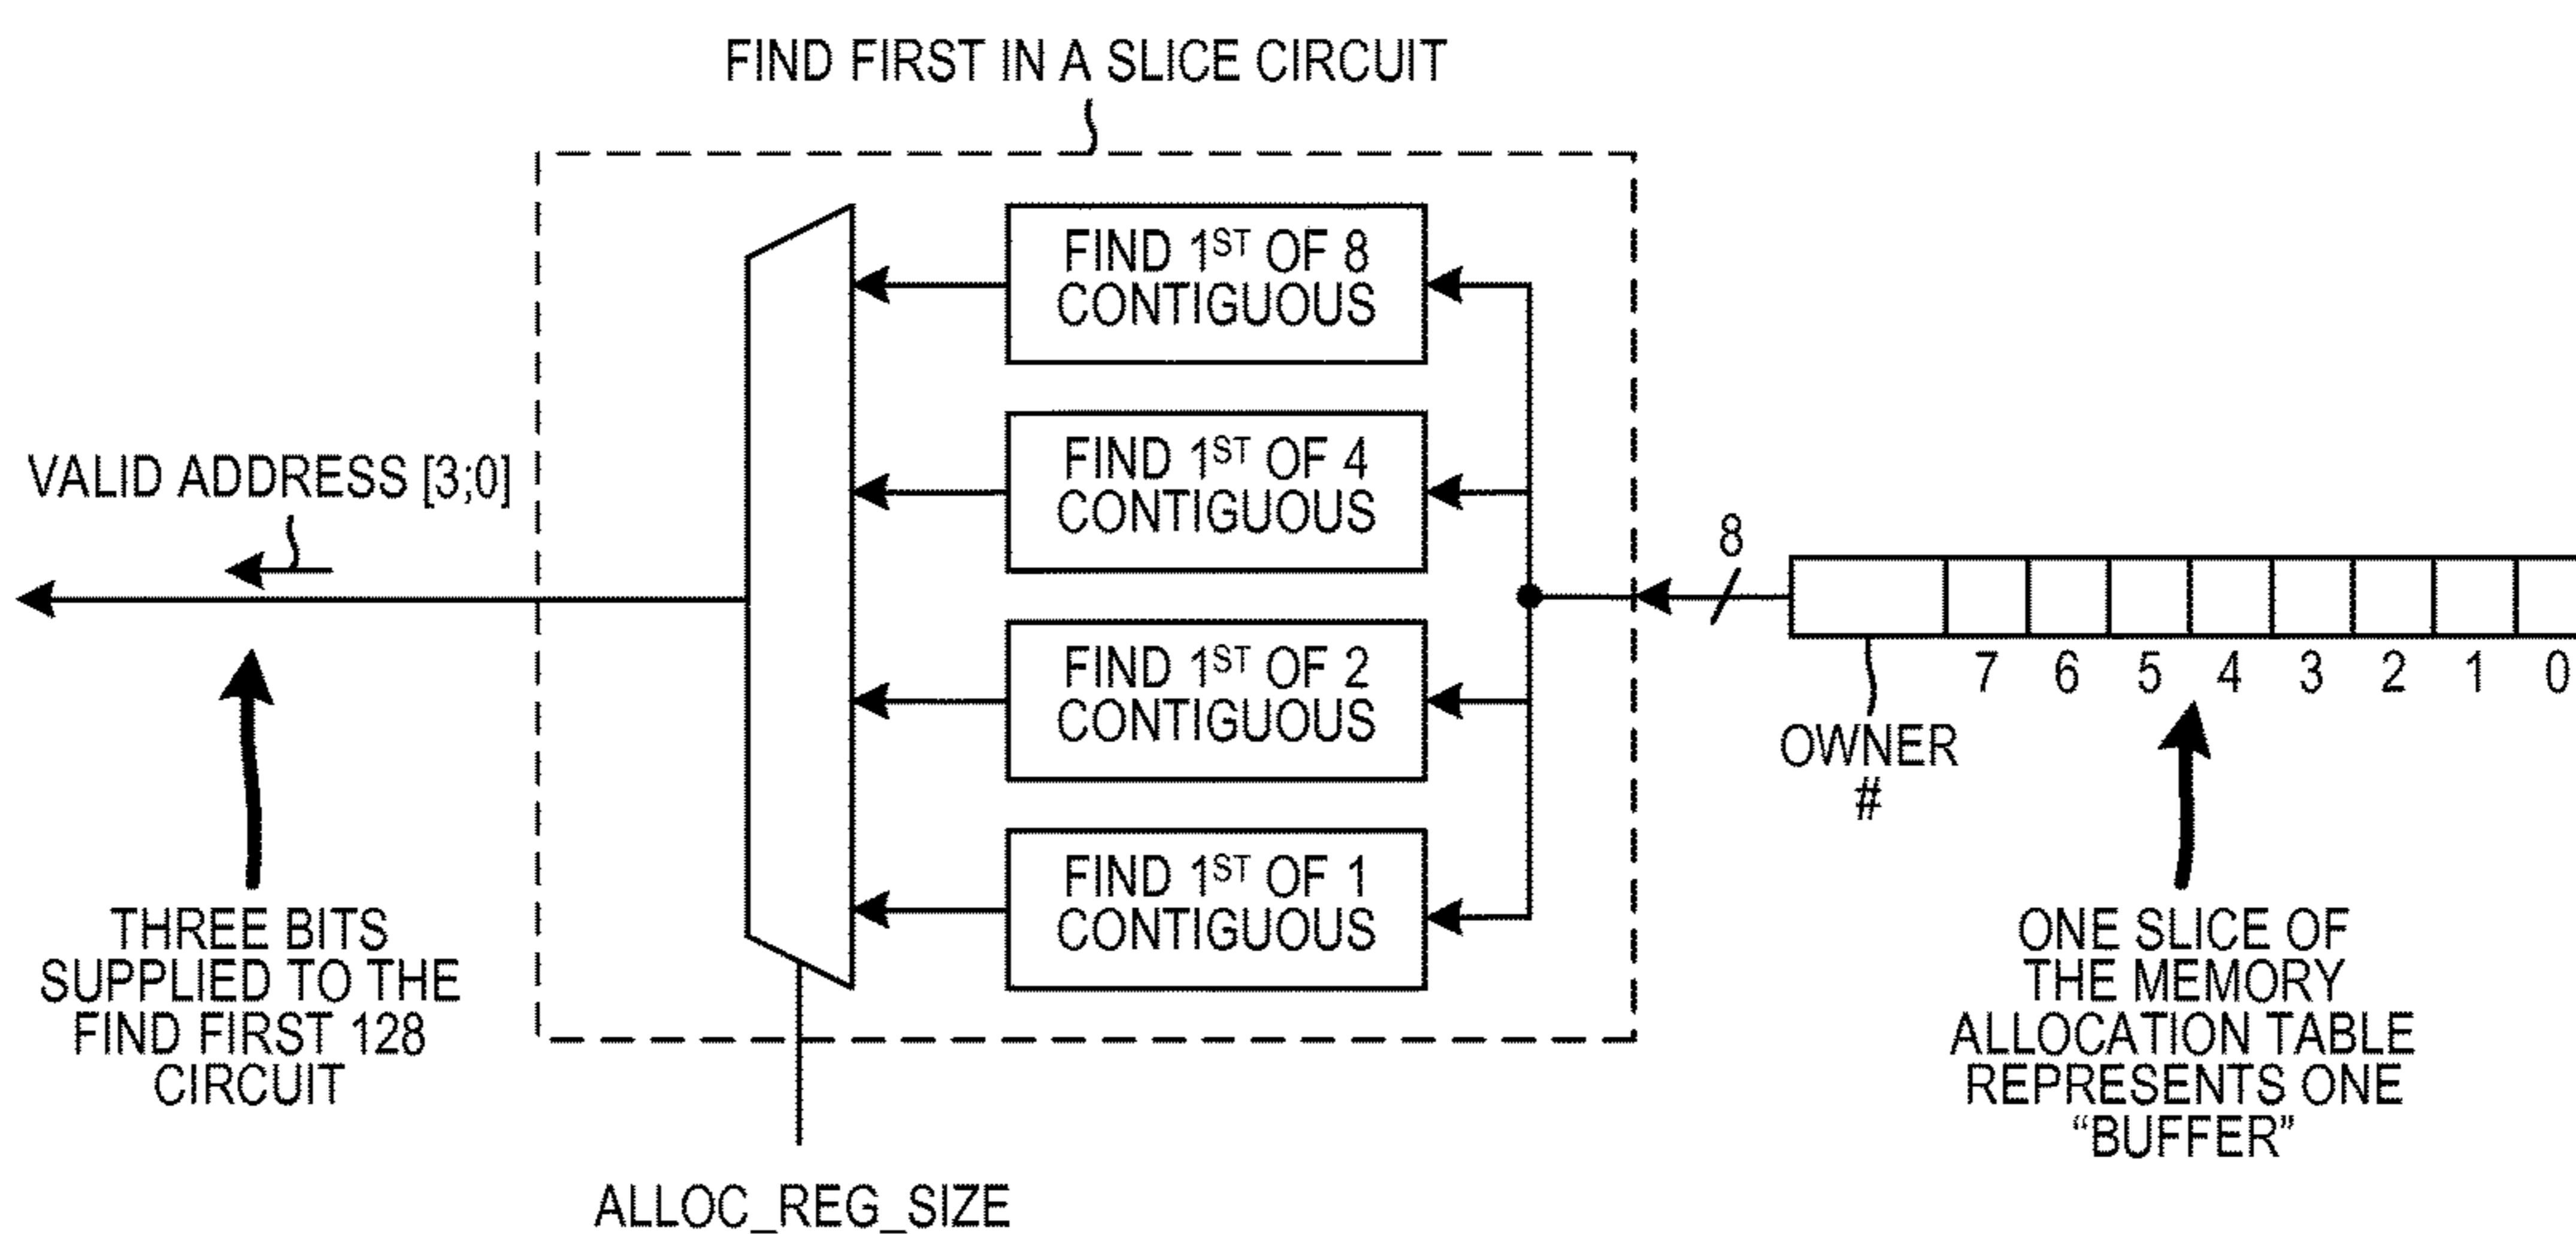 FIND FIRST IN A SLICE CIRCUIT
FIND 1ST OF 8
CONTIGUOUS
FIND 1ST OF 4
CONTIGUOUS
VALID ADDRESS [3;0]
8
FIND 1ST OF 2
CONTIGUOUS
7 6 5 4 3 2 1 0
OWNER
#
FIND 1ST OF 1
CONTIGUOUS
THREE BITS
SUPPLIED TO THE
FIND FIRST 128
CIRCUIT
ONE SLICE OF
THE MEMORY
ALLOCATION TABLE
REPRESENTS ONE
“BUFFER”
ALLOC_REG_SIZE